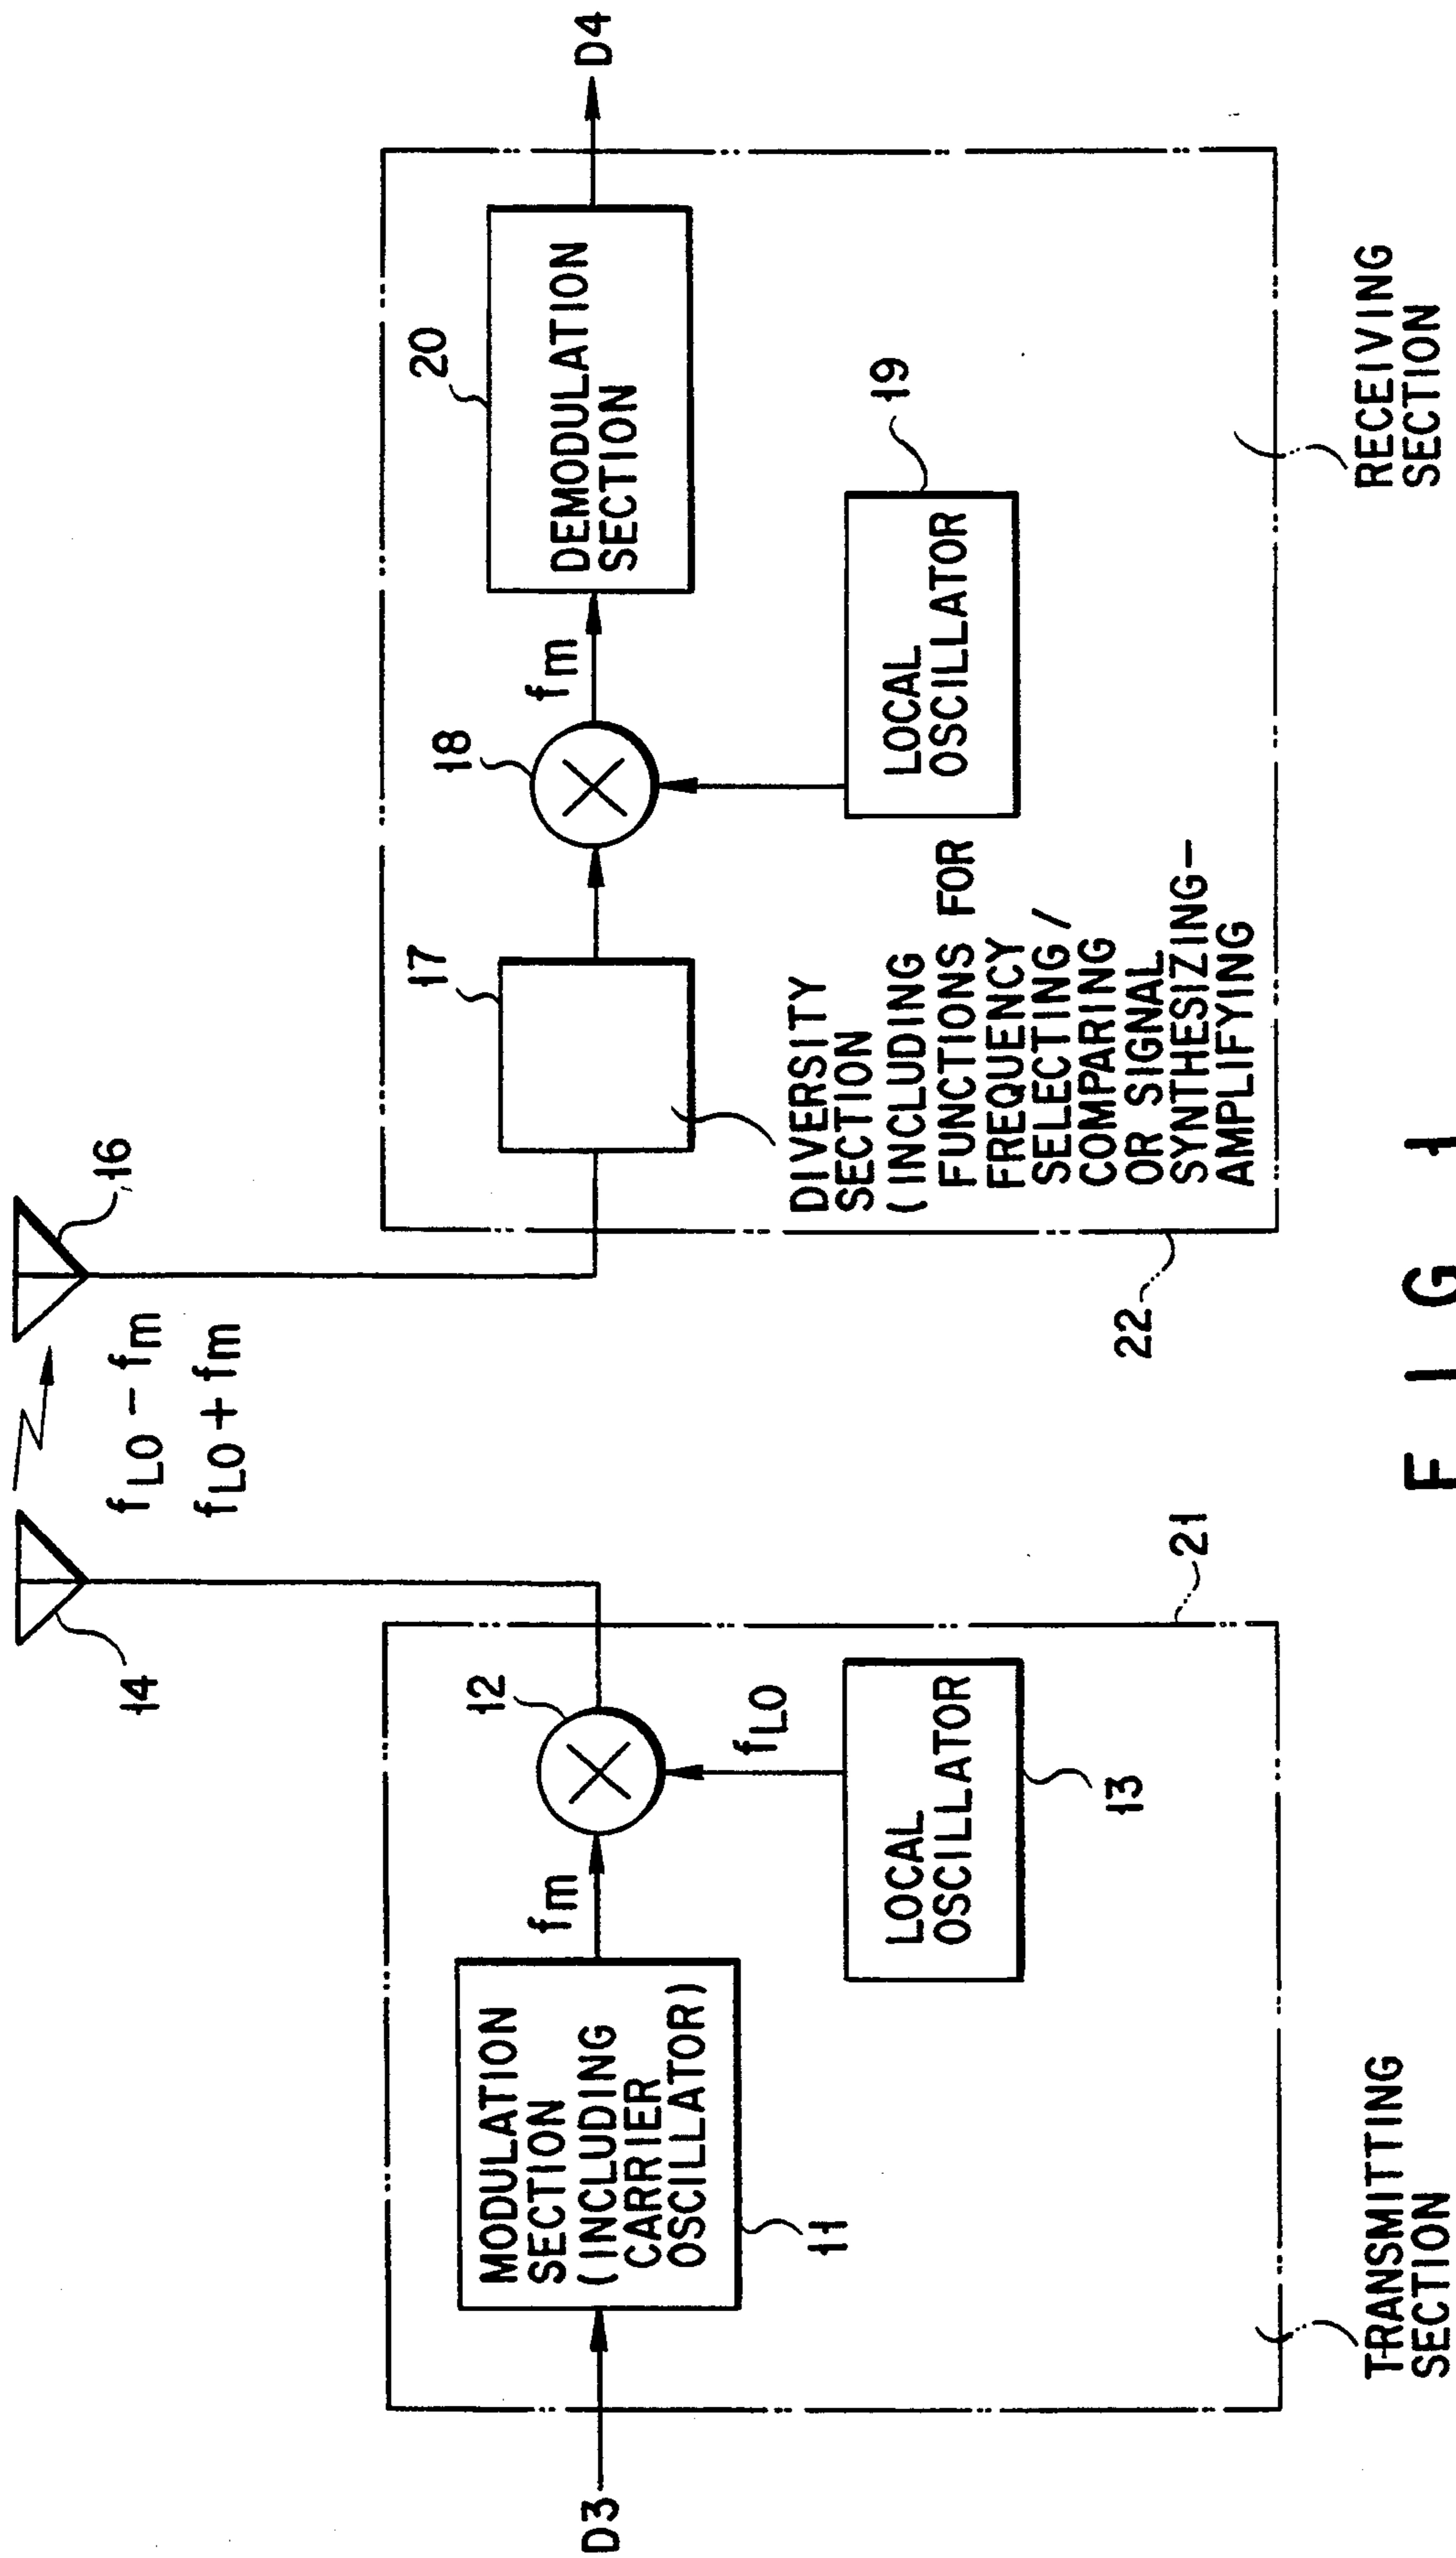 14
16
fLO − fm
fLO + fm
D3
MODULATION
SECTION
(INCLUDING
CARRIER
OSCILLATOR)
11
fm
12
fLO
LOCAL
OSCILLATOR
13
21
TRANSMITTING
SECTION
17
DIVERSITY
SECTION
(INCLUDING
FUNCTIONS FOR
FREQUENCY
SELECTING /
COMPARING
OR SIGNAL
SYNTHESIZING-
AMPLIFYING
18
fm
20
DEMODULATION
SECTION
D4
LOCAL
OSCILLATOR
19
22
RECEIVING
SECTION
FIG 1